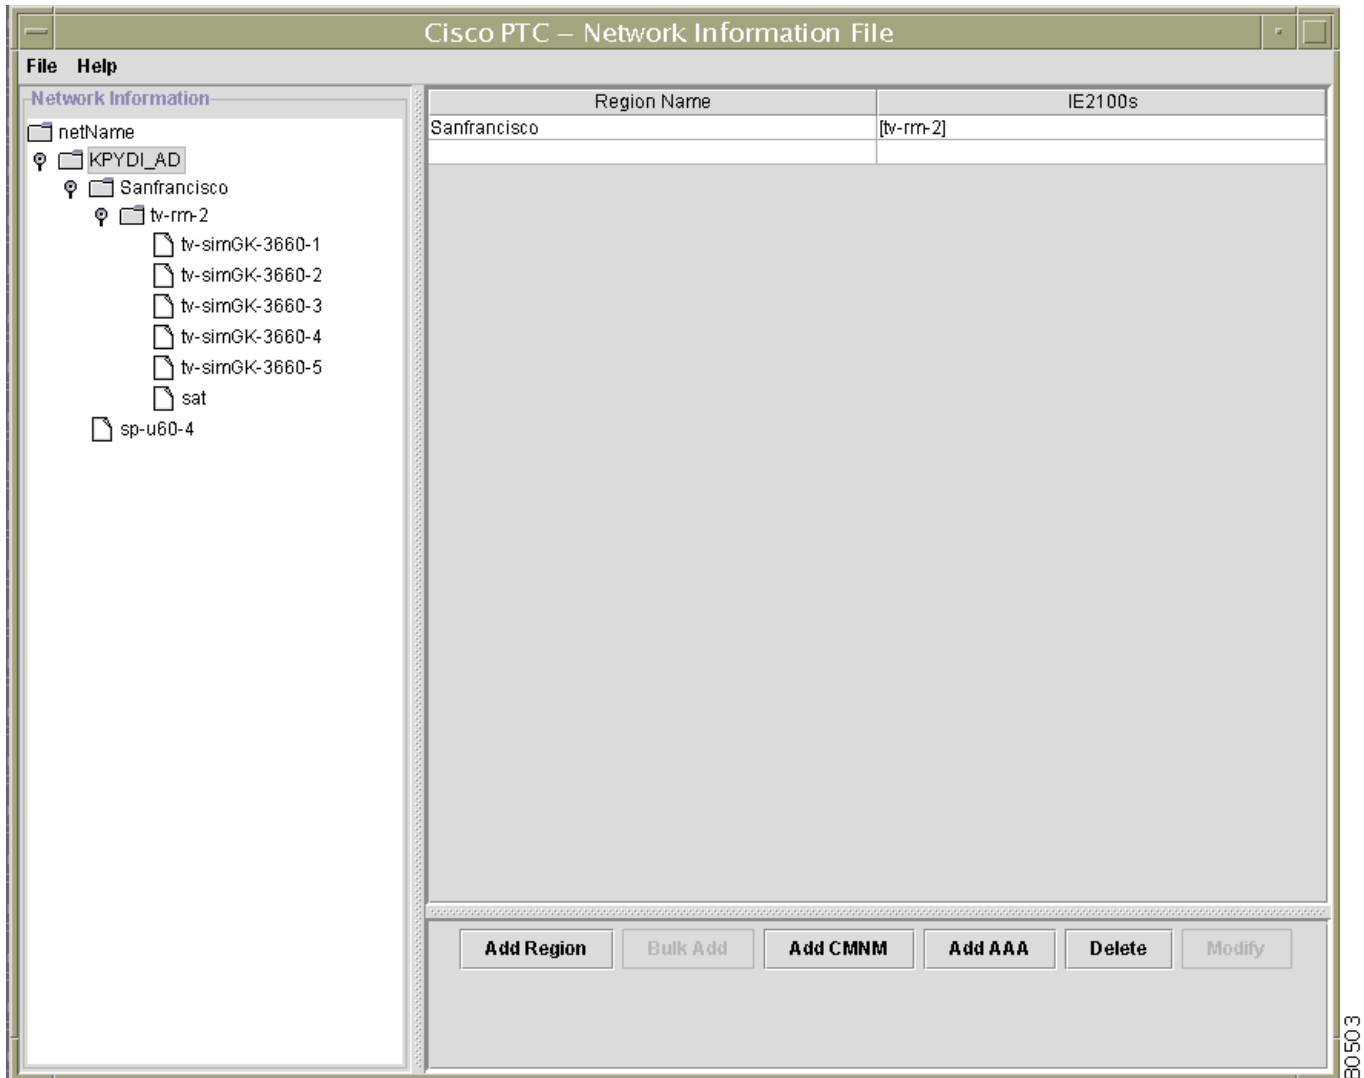 Cisco PTC – Network Information File
File Help
Network Information
netName
KPYDI_AD
Sanfrancisco
tv-rm-2
tv-simGK-3660-1
tv-simGK-3660-2
tv-simGK-3660-3
tv-simGK-3660-4
tv-simGK-3660-5
sat
sp-u60-4
Region Name IE2100s
Sanfrancisco [tv-rm-2]
Add Region Bulk Add Add CMNM Add AAA Delete Modify
80503